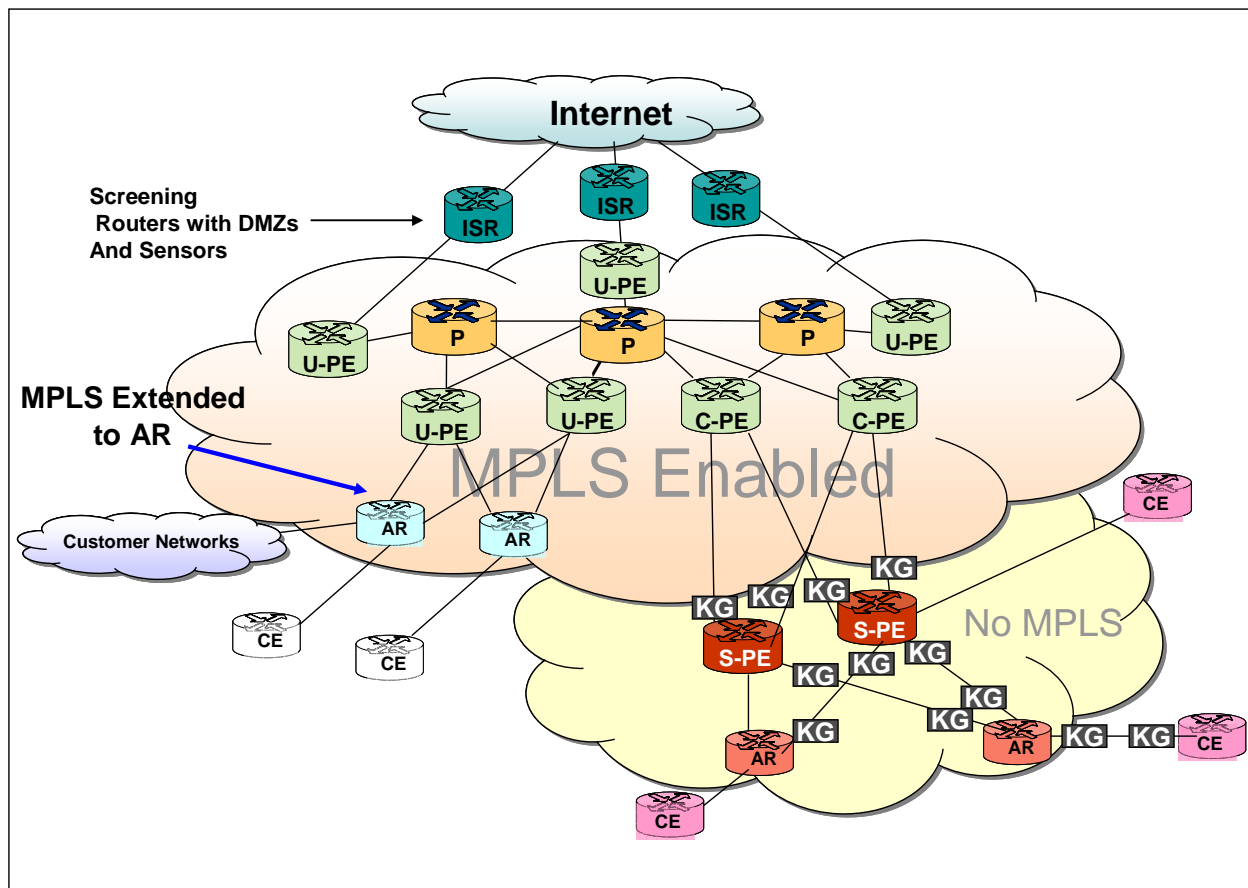 Internet
Screening
Routers with DMZs
And Sensors
ISR
ISR
ISR
U-PE
P
P
P
U-PE
U-PE
MPLS Extended
to AR
U-PE
U-PE
C-PE
C-PE
MPLS Enabled
CE
AR
AR
Customer Networks
KG
KG
KG
KG
CE
CE
S-PE
S-PE
No MPLS
KG
KG
KG
KG
KG
KG
AR
AR
KG
KG
CE
CE